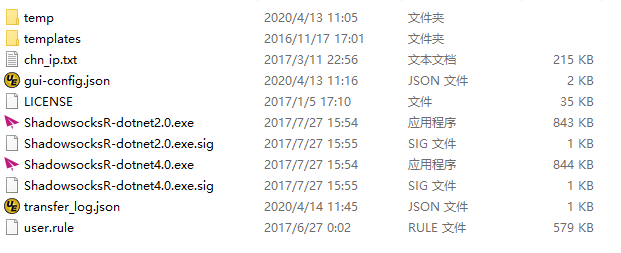 temp 2020/4/13 11:05 文件夹
templates 2016/11/17 17:01 文件夹
chn_ip.txt 2017/3/11 22:56 文本文档 215 KB
gui-config.json 2020/4/13 11:16 JSON 文件 2 KB
LICENSE 2017/1/5 17:10 文件 35 KB
ShadowsocksR-dotnet2.0.exe 2017/7/27 15:54 应用程序 843 KB
ShadowsocksR-dotnet2.0.exe.sig 2017/7/27 15:55 SIG 文件 1 KB
ShadowsocksR-dotnet4.0.exe 2017/7/27 15:54 应用程序 844 KB
ShadowsocksR-dotnet4.0.exe.sig 2017/7/27 15:55 SIG 文件 1 KB
transfer_log.json 2020/4/14 11:45 JSON 文件 1 KB
user.rule 2017/6/27 0:02 RULE 文件 579 KB